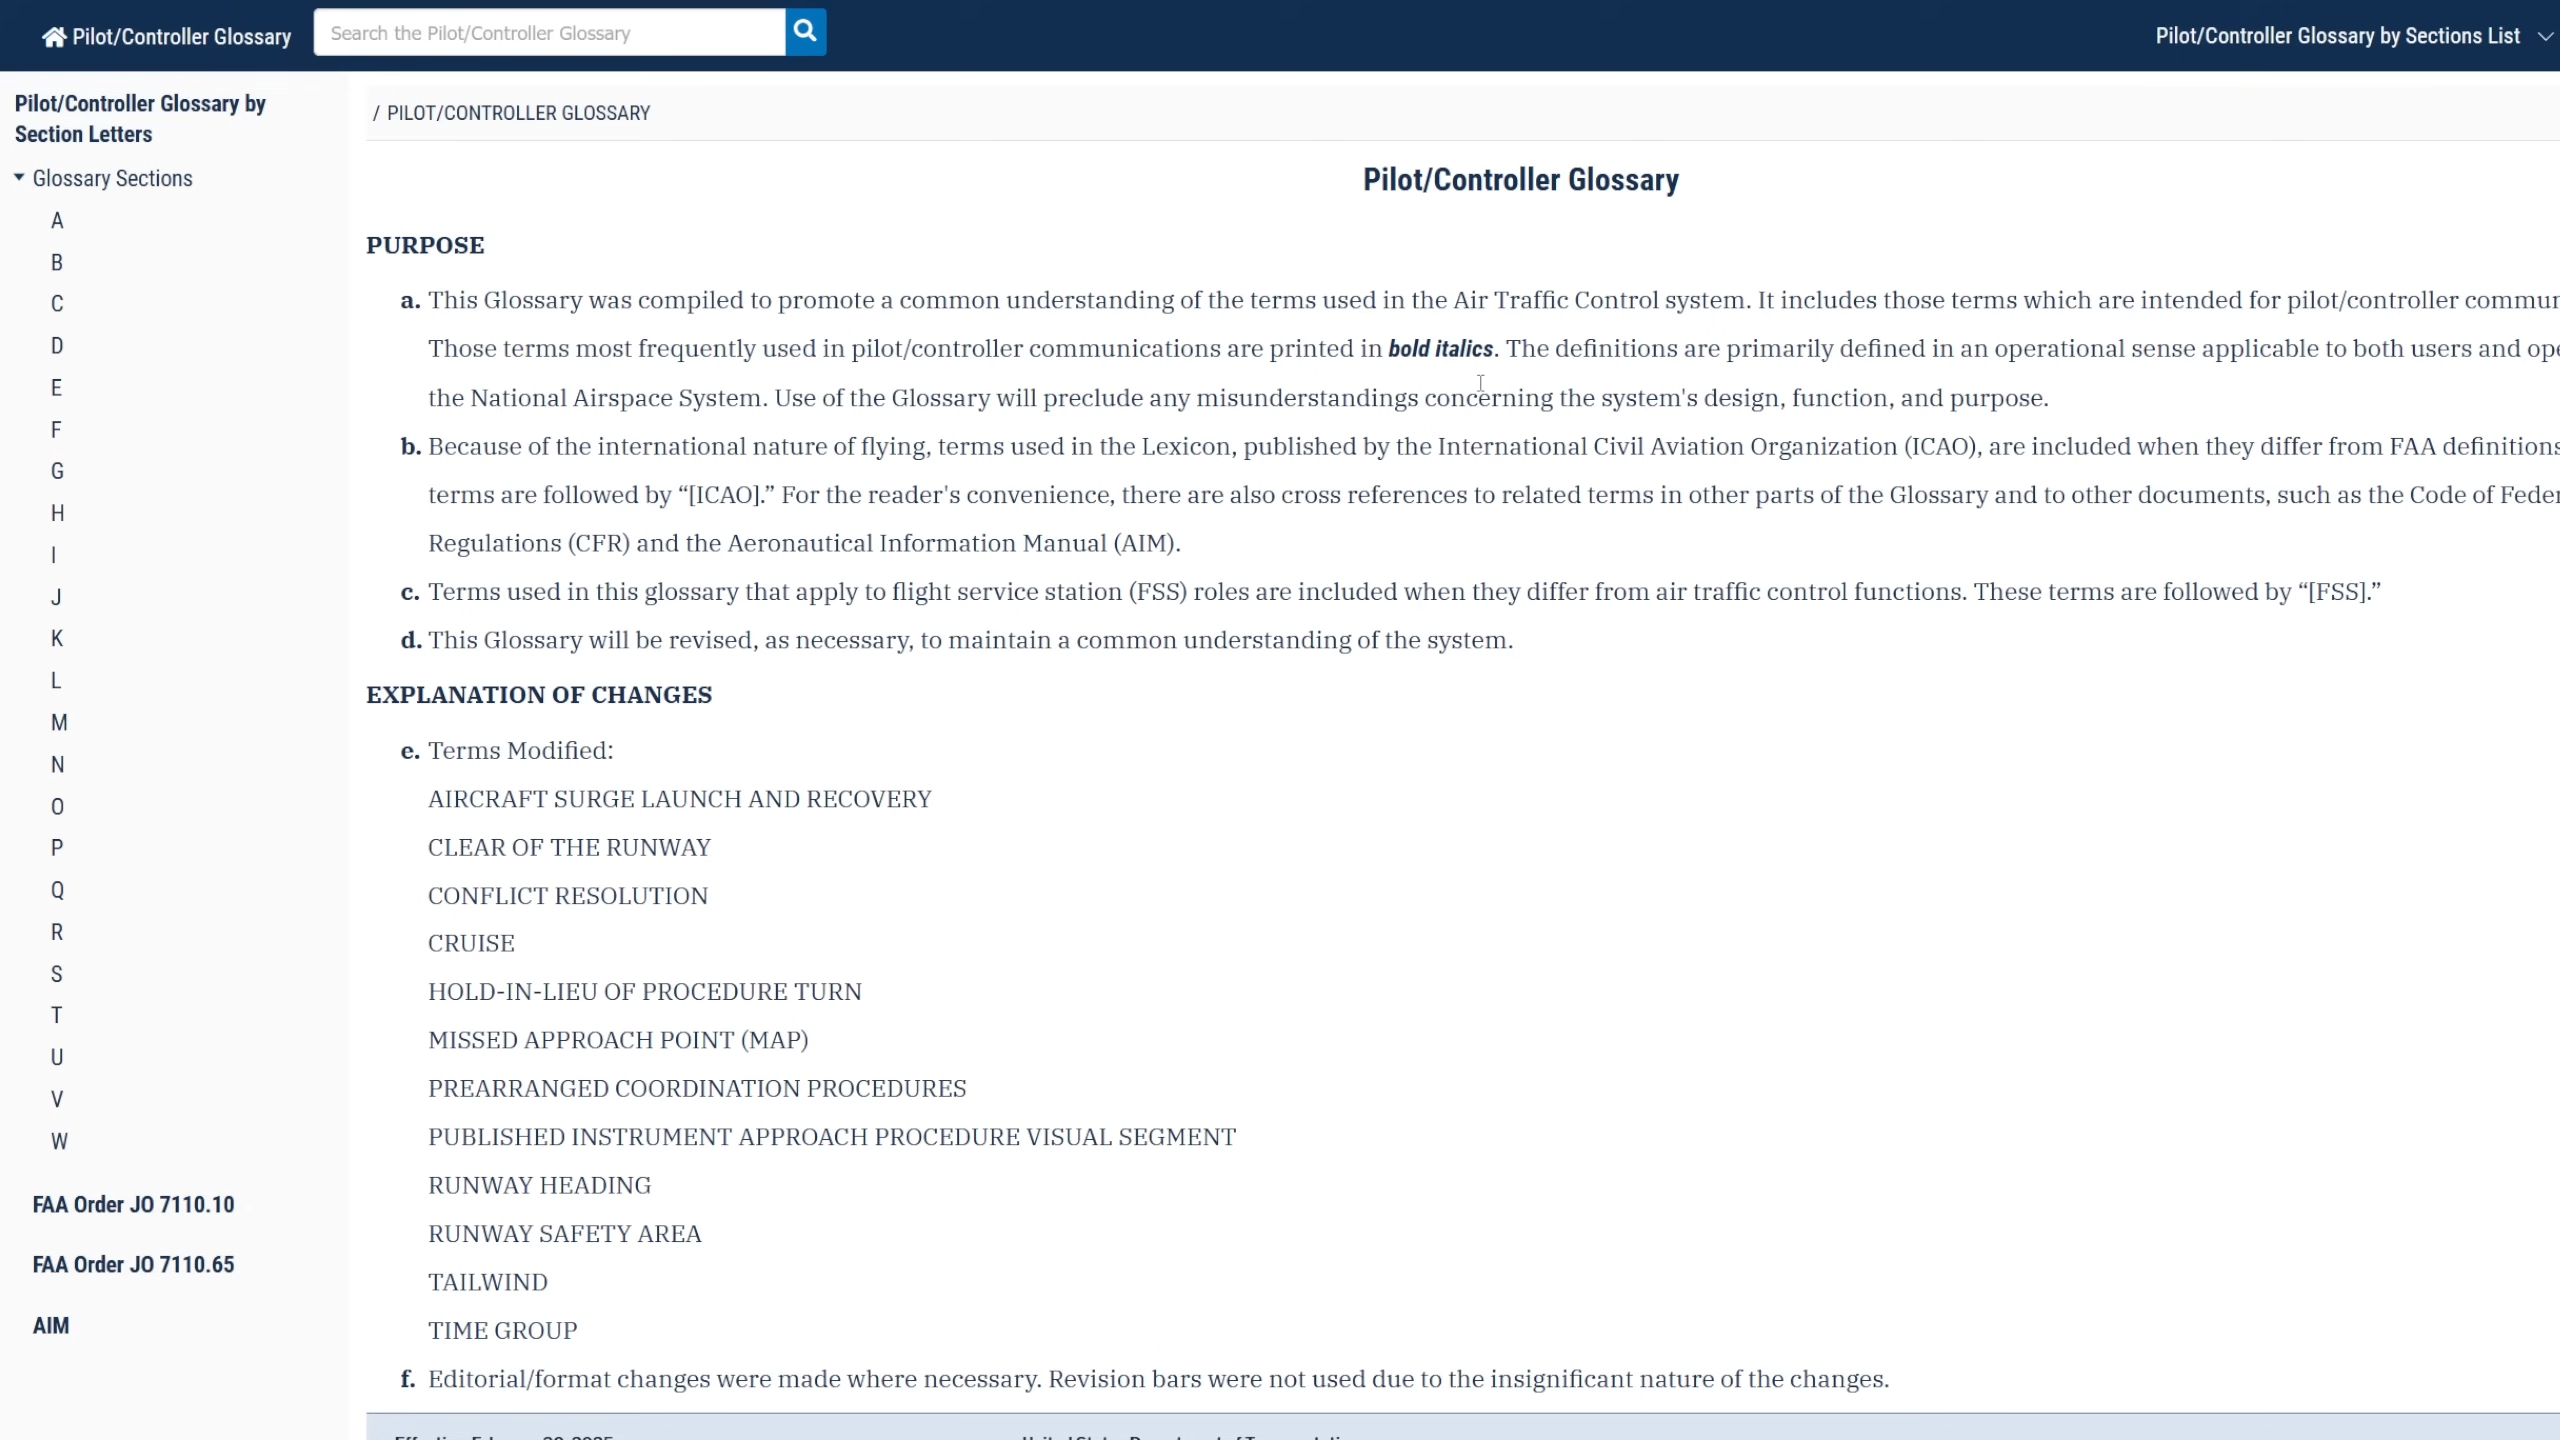 Pilot/Controller Glossary
Search the Pilot/Controller Glossary
Pilot/Controller Glossary by Sections List
Pilot/Controller Glossary by
Section Letters
Glossary Sections
A
B
C
D
E
F
G
H
I
J
K
L
M
N
O
P
Q
R
S
T
U
V
W
FAA Order JO 7110.10
FAA Order JO 7110.65
AIM
/ PILOT/CONTROLLER GLOSSARY
Pilot/Controller Glossary
PURPOSE
a. This Glossary was compiled to promote a common understanding of the terms used in the Air Traffic Control system. It includes those terms which are intended for pilot/controller
Those terms most frequently used in pilot/controller communications are printed in bold italics. The definitions are primarily defined in an operational sense applicable to both users and
the National Airspace System. Use of the Glossary will preclude any misunderstandings concerning the system's design, function, and purpose.
b. Because of the international nature of flying, terms used in the Lexicon, published by the International Civil Aviation Organization (ICAO), are included when they differ from FAA definitions
terms are followed by “[ICAO].” For the reader's convenience, there are also cross references to related terms in other parts of the Glossary and to other documents, such as the Code of
Regulations (CFR) and the Aeronautical Information Manual (AIM).
c. Terms used in this glossary that apply to flight service station (FSS) roles are included when they differ from air traffic control functions. These terms are followed by “[FSS].”
d. This Glossary will be revised, as necessary, to maintain a common understanding of the system.
EXPLANATION OF CHANGES
e. Terms Modified:
AIRCRAFT SURGE LAUNCH AND RECOVERY
CLEAR OF THE RUNWAY
CONFLICT RESOLUTION
CRUISE
HOLD-IN-LIEU OF PROCEDURE TURN
MISSED APPROACH POINT (MAP)
PREARRANGED COORDINATION PROCEDURES
PUBLISHED INSTRUMENT APPROACH PROCEDURE VISUAL SEGMENT
RUNWAY HEADING
RUNWAY SAFETY AREA
TAILWIND
TIME GROUP
f. Editorial/format changes were made where necessary. Revision bars were not used due to the insignificant nature of the changes.